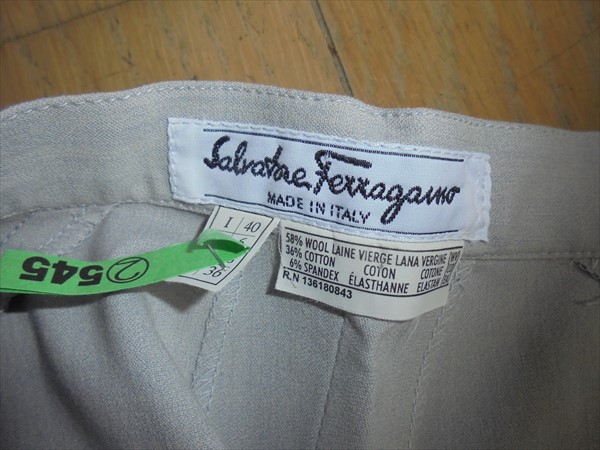 Salvatore Ferragamo
MADE IN ITALY
I 40
36
58% WOOL LAINE VIERGE LANA VERGINE
36% COTTON COTON COTONE
6% SPANDEX ÉLASTHANNE
R.N 136180843
② 545